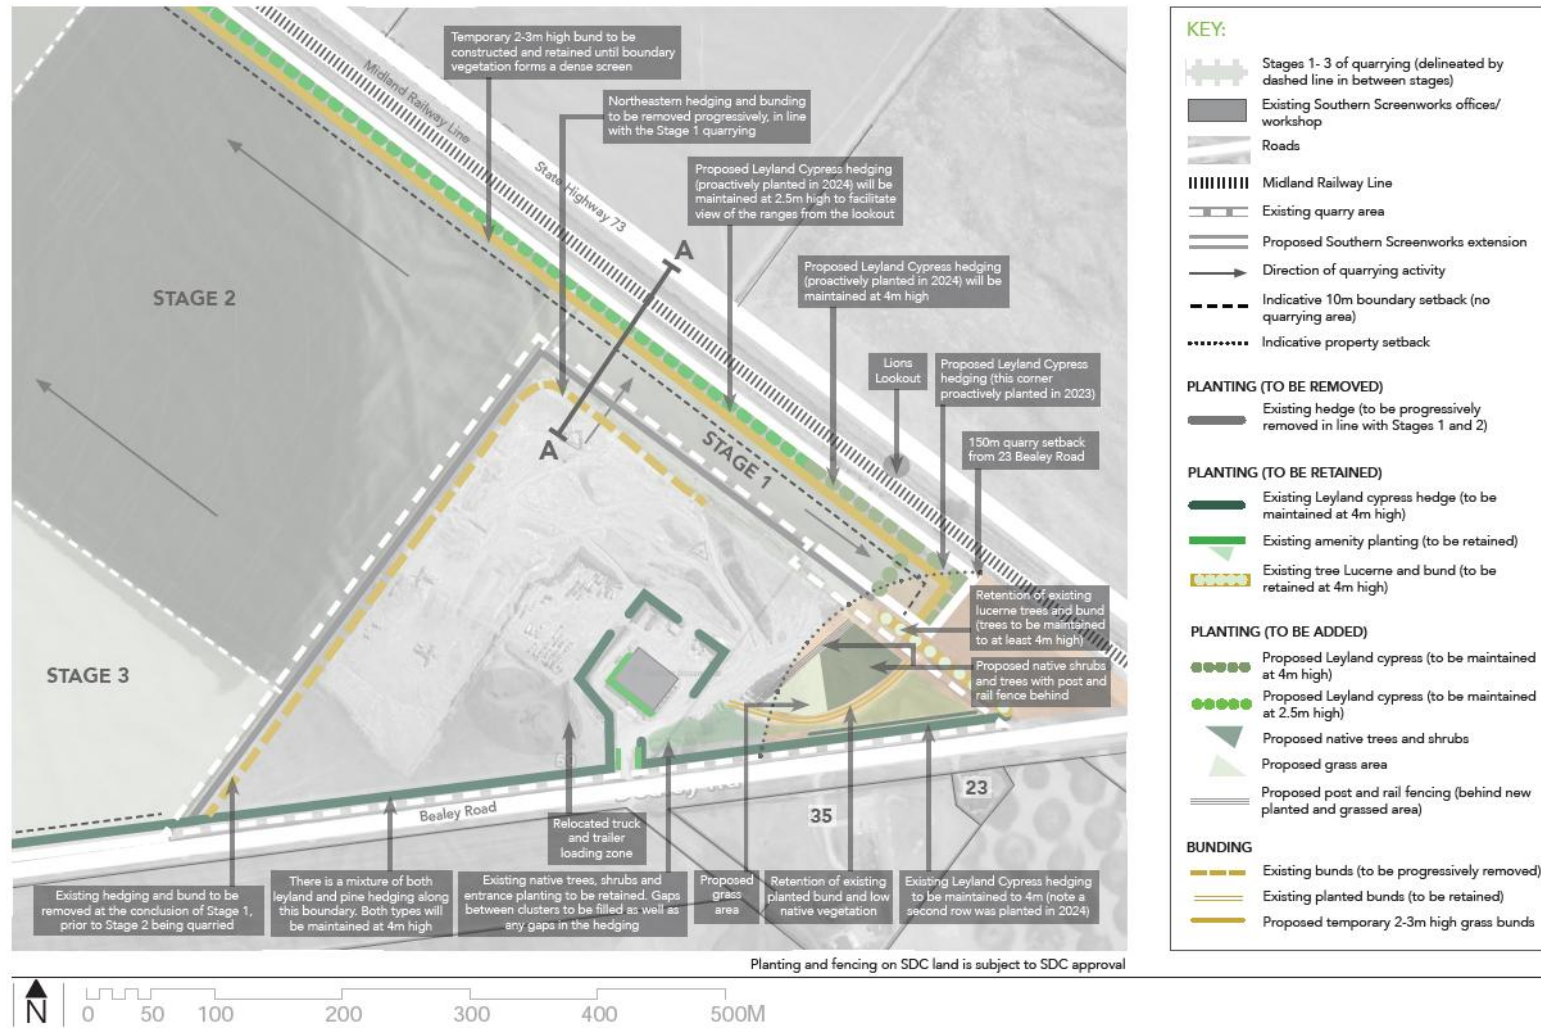 Temporary 2-3m high bund to be
constructed and retained until boundary
vegetation forms a dense screen
Midland Railway Line
Northeastern hedging and bunding
to be removed progressively, in line
with the Stage 1 quarrying
State Highway 73
Proposed Leyland Cypress hedging
(proactively planted in 2024) will be
maintained at 2.5m high to facilitate
view of the ranges from the lookout
A
Proposed Leyland Cypress hedging
(proactively planted in 2024) will be
maintained at 4m high
STAGE 2
Lions
Lookout
Proposed Leyland Cypress
hedging (this corner
proactively planted in 2023)
A
STAGE 1
150m quarry setback
from 23 Bealey Road
Retention of existing
lucerne trees and bund
(trees to be maintained
to at least 4m high)
STAGE 3
Proposed native shrubs
and trees with post and
rail fence behind
50
Bealey Road
Bealey Rd
35
23
Relocated truck
and trailer
loading zone
Existing hedging and bund to be
removed at the conclusion of Stage 1,
prior to Stage 2 being quarried
There is a mixture of both
leyland and pine hedging along
this boundary. Both types will
be maintained at 4m high
Existing native trees, shrubs and
entrance planting to be retained. Gaps
between clusters to be filled as well as
any gaps in the hedging
Proposed
grass
area
Retention of existing
planted bund and low
native vegetation
Existing Leyland Cypress hedging
to be maintained to 4m (note a
second row was planted in 2024)
Planting and fencing on SDC land is subject to SDC approval
N
0 50 100 200 300 400 500M
KEY:
Stages 1- 3 of quarrying (delineated by
dashed line in between stages)
Existing Southern Screenworks offices/
workshop
Roads
Midland Railway Line
Existing quarry area
Proposed Southern Screenworks extension
Direction of quarrying activity
Indicative 10m boundary setback (no
quarrying area)
Indicative property setback
PLANTING (TO BE REMOVED)
Existing hedge (to be progressively
removed in line with Stages 1 and 2)
PLANTING (TO BE RETAINED)
Existing Leyland cypress hedge (to be
maintained at 4m high)
Existing amenity planting (to be retained)
Existing tree Lucerne and bund (to be
retained at 4m high)
PLANTING (TO BE ADDED)
Proposed Leyland cypress (to be maintained
at 4m high)
Proposed Leyland cypress (to be maintained
at 2.5m high)
Proposed native trees and shrubs
Proposed grass area
Proposed post and rail fencing (behind new
planted and grassed area)
BUNDING
Existing bunds (to be progressively removed)
Existing planted bunds (to be retained)
Proposed temporary 2-3m high grass bunds